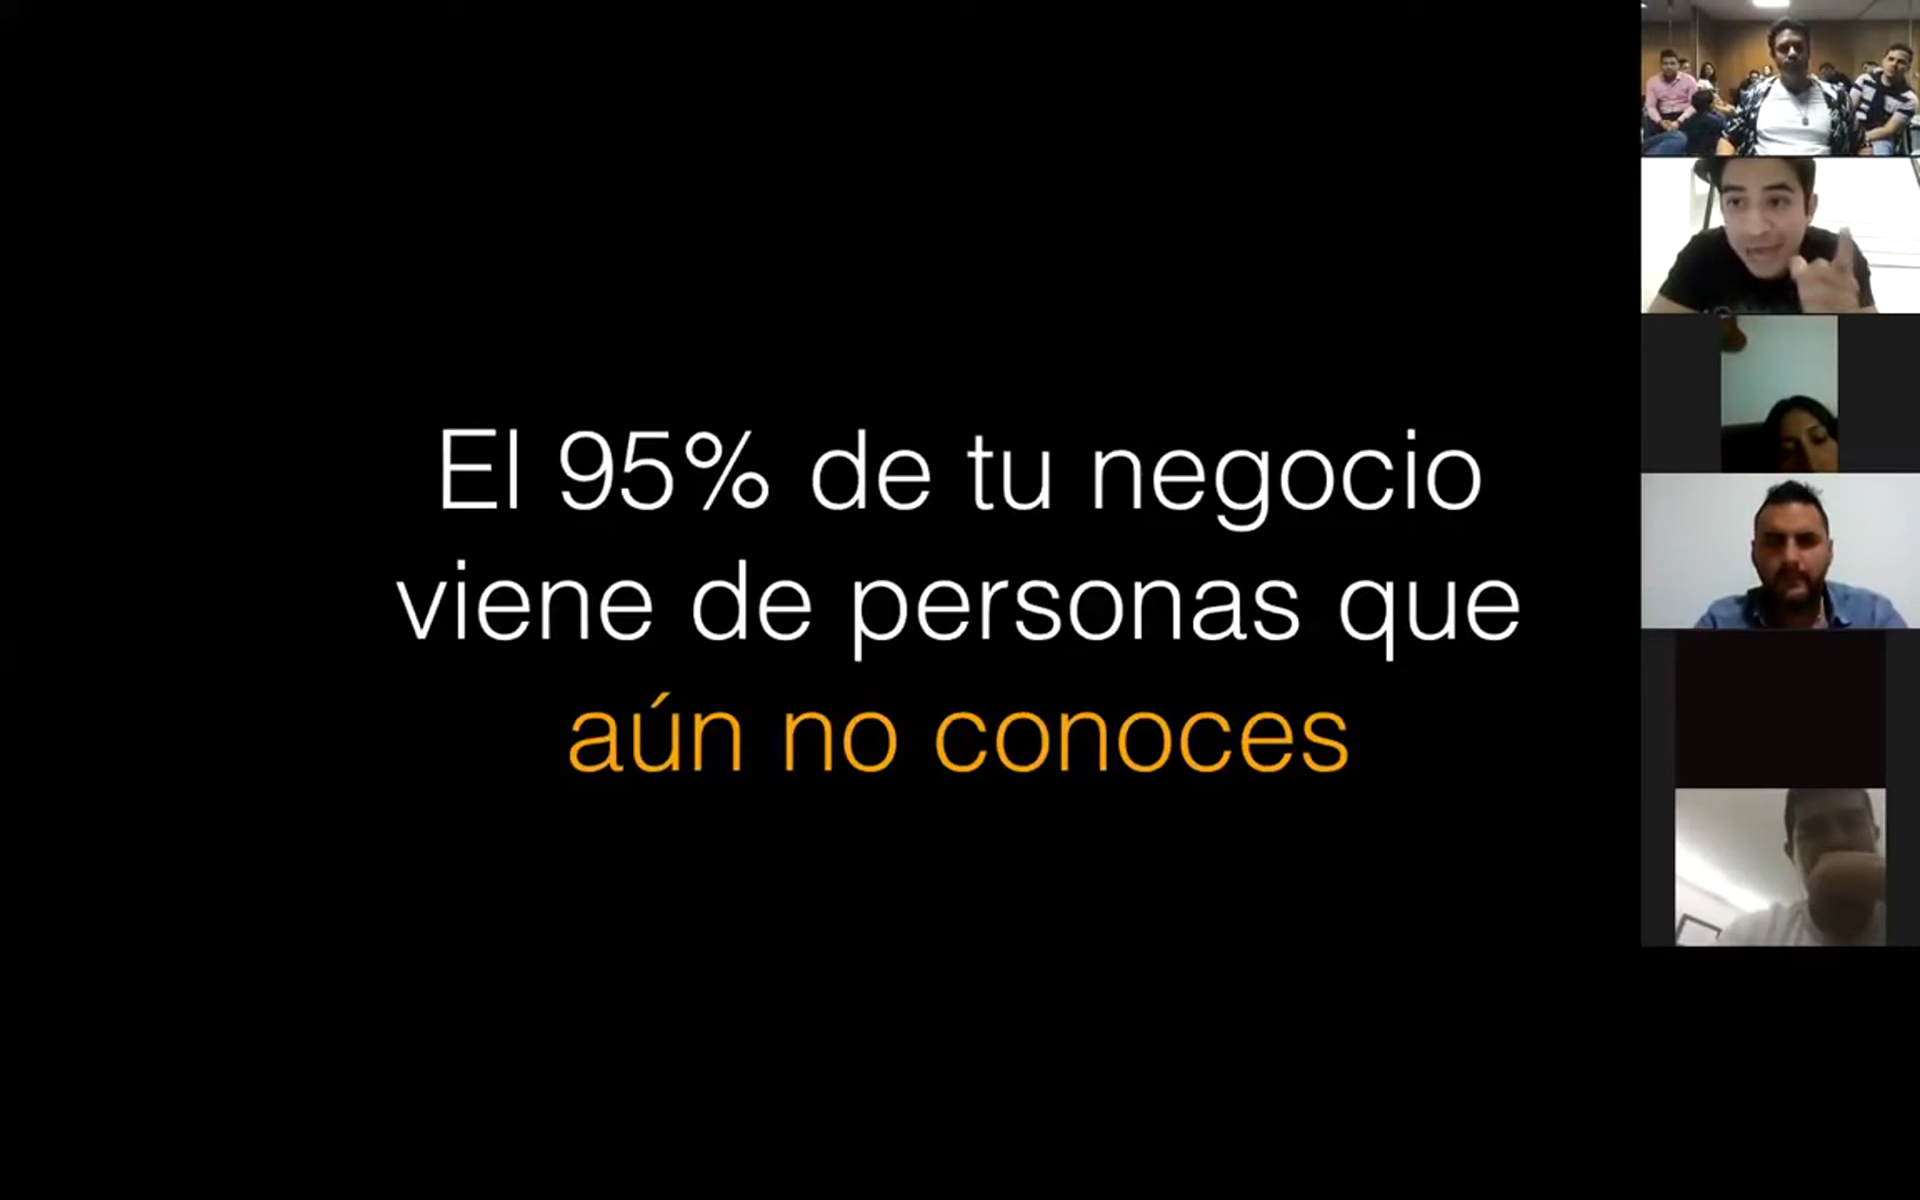 El 95% de tu negocio
viene de personas que
aún no conoces